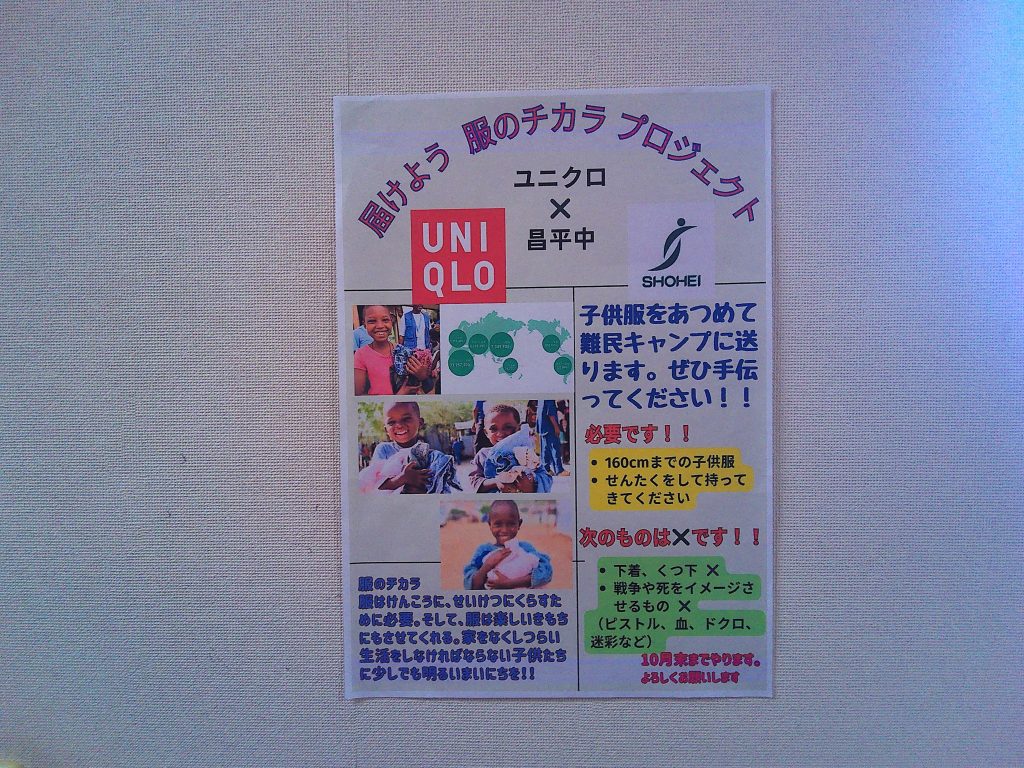 届けよう 服のチカラ プロジェクト
ユニクロ
×
昌平中
UNI
QLO
SHOHEI
子供服をあつめて
難民キャンプに送
ります。ぜひ手伝
ってください！！
必要です！！
• 160cmまでの子供服
• せんたくをして持って
きてください
次のものは×です！！
• 下着、くつ下 ×
• 戦争や死をイメージさ
せるもの ×
（ピストル、血、ドクロ、
迷彩など）
10月末までやります。
よろしくお願いします
服のチカラ
服はけんこうに、せいけつにくらすた
めに必要。そして、服は楽しいきもち
にもさせてくれる。家をなくしつらい
生活をしなければならない子供たち
に少しでも明るいまいにちを!!